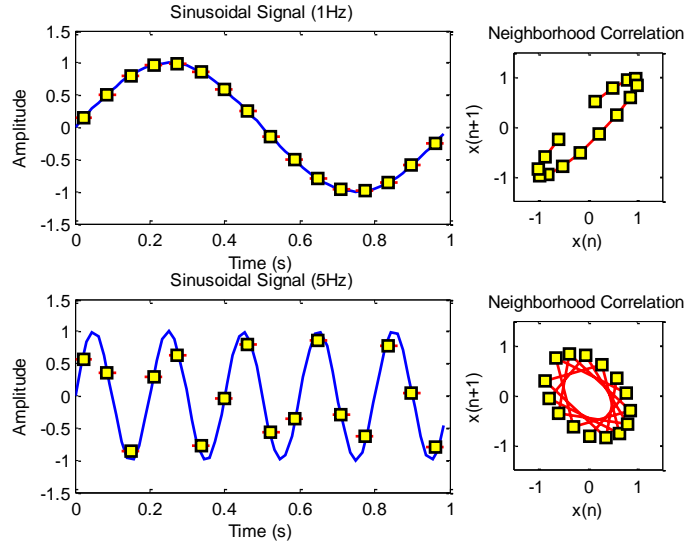 Sinusoidal Signal (1Hz)
1.5
1
0.5
0
-0.5
-1
-1.5
Amplitude
0 0.2 0.4 0.6 0.8 1
Time (s)
Neighborhood Correlation
1
0
-1
x(n+1)
-1 0 1
x(n)
Sinusoidal Signal (5Hz)
1.5
1
0.5
0
-0.5
-1
-1.5
Amplitude
0 0.2 0.4 0.6 0.8 1
Time (s)
Neighborhood Correlation
1
0
-1
x(n+1)
-1 0 1
x(n)